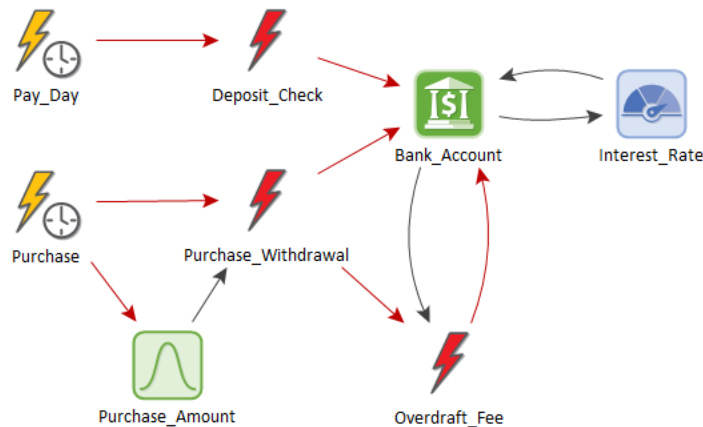 Pay_Day
Deposit_Check
$
Bank_Account
Interest_Rate
Purchase
Purchase_Withdrawal
Purchase_Amount
Overdraft_Fee